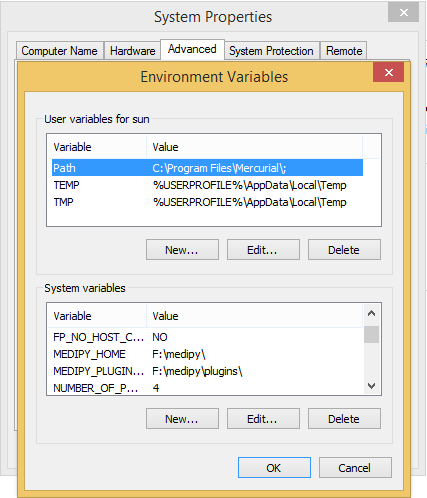 System Properties
Computer Name Hardware Advanced System Protection Remote
Environment Variables
User variables for sun
Variable Value
Path C:\Program Files\Mercurial\;
TEMP %USERPROFILE%\AppData\Local\Temp
TMP %USERPROFILE%\AppData\Local\Temp
New... Edit... Delete
System variables
Variable Value
FP_NO_HOST_C... NO
MEDIPY_HOME F:\medipy\
MEDIPY_PLUGIN... F:\medipy\plugins\
NUMBER_OF_P... 4
New... Edit... Delete
OK Cancel